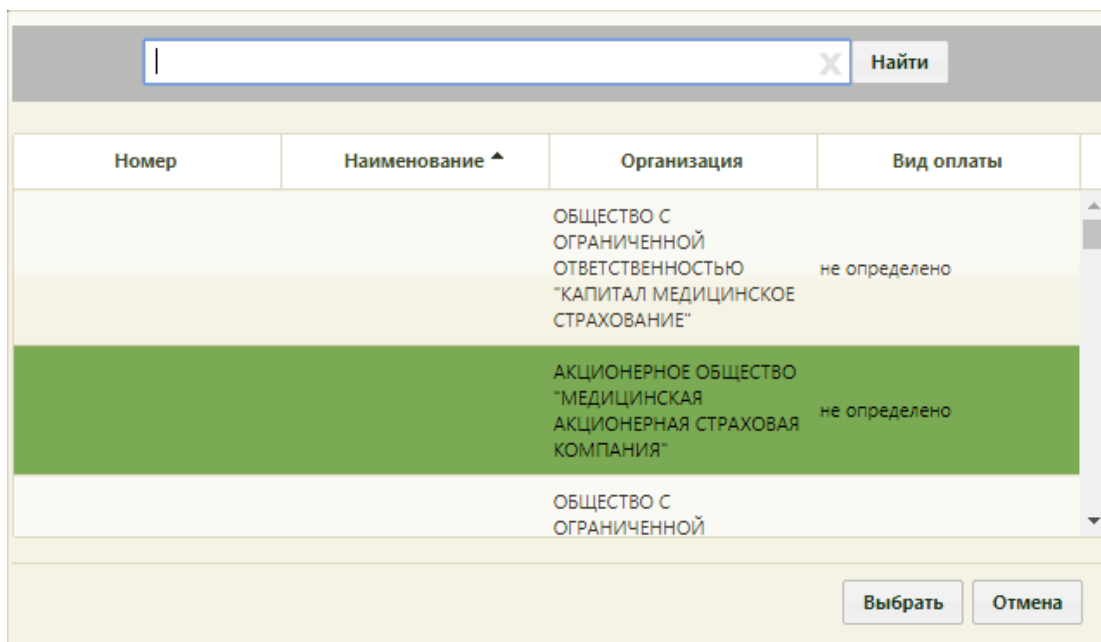 Найти
Номер Наименование Организация Вид оплаты
ОБЩЕСТВО С
ОГРАНИЧЕННОЙ
ОТВЕТСТВЕННОСТЬЮ
"КАПИТАЛ МЕДИЦИНСКОЕ
СТРАХОВАНИЕ"
не определено
АКЦИОНЕРНОЕ ОБЩЕСТВО
"МЕДИЦИНСКАЯ
АКЦИОНЕРНАЯ СТРАХОВАЯ
КОМПАНИЯ"
не определено
ОБЩЕСТВО С
ОГРАНИЧЕННОЙ
Выбрать Отмена